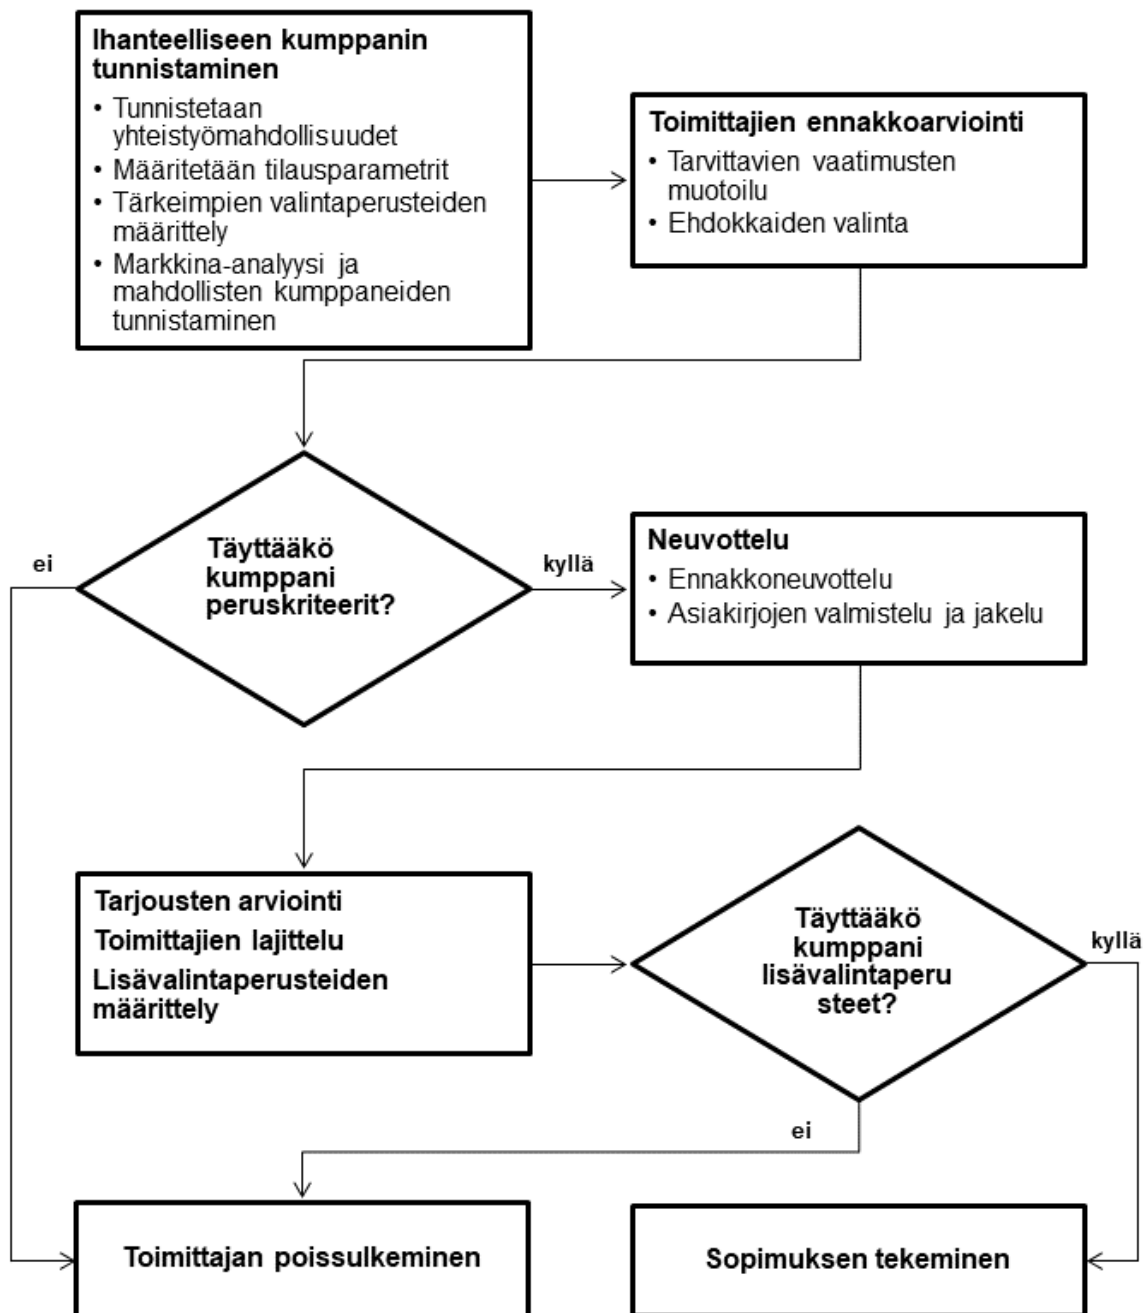 Ihanteelliseen kumppanin
tunnistaminen
• Tunnistetaan
yhteistyömahdollisuudet
• Määritetään tilausparametrit
• Tärkeimpien valintaperusteiden
määrittely
• Markkina-analyysi ja
mahdollisten kumppaneiden
tunnistaminen
Toimittajien ennakkoarviointi
• Tarvittavien vaatimusten
muotoilu
• Ehdokkaiden valinta
ei
Täyttääkö
kumppani
peruskriteerit?
kyllä
Neuvottelu
• Ennakkoneuvottelu
• Asiakirjojen valmistelu ja jakelu
Tarjousten arviointi
Toimittajien lajittelu
Lisävalintaperusteiden
määrittely
Täyttääkö
kumppani
lisävalintaperu
steet?
kyllä
ei
Toimittajan poissulkeminen
Sopimuksen tekeminen